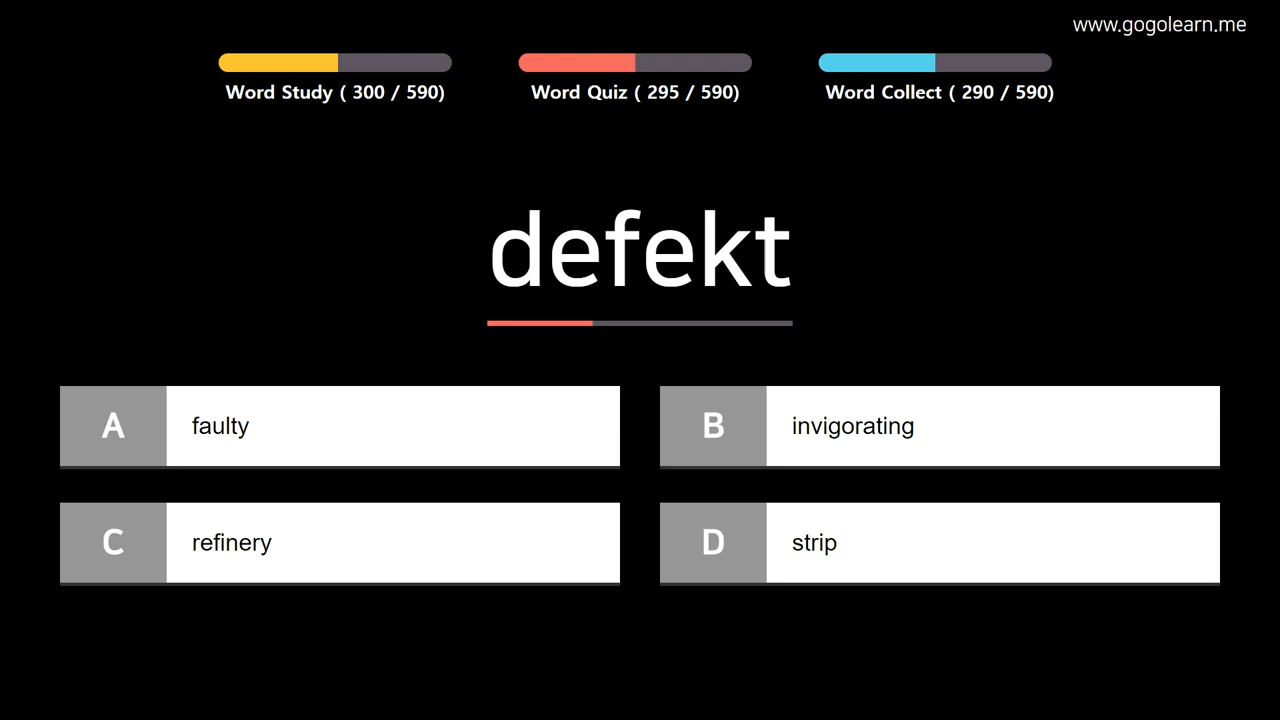 www.gogolearn.me
Word Study ( 300 / 590)
Word Quiz ( 295 / 590)
Word Collect ( 290 / 590)
defekt
A faulty
B invigorating
C refinery
D strip